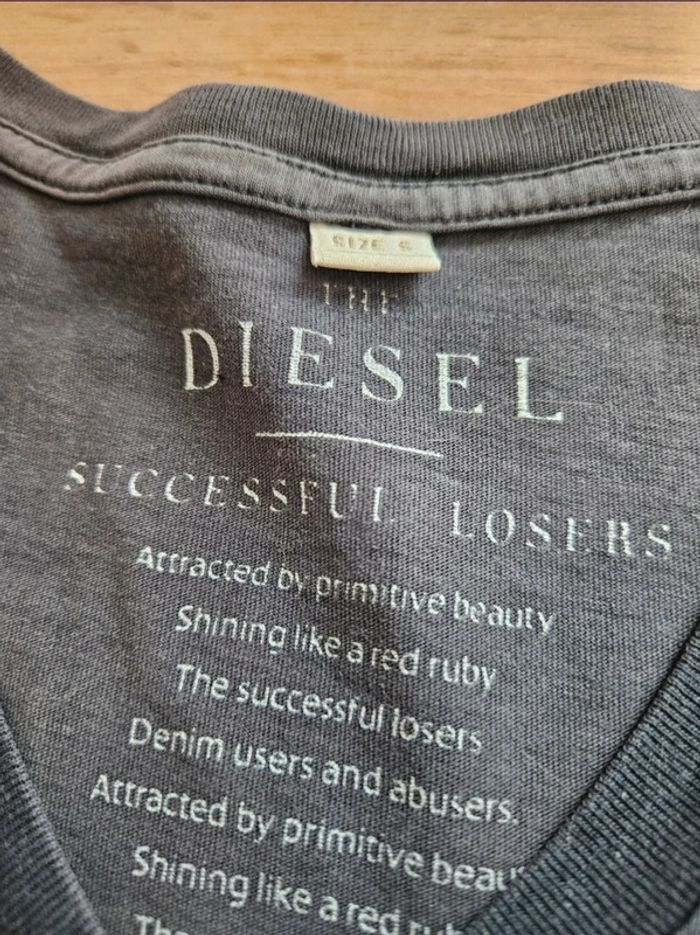 SIZE S
THE
DIESEL
SUCCESSFUL LOSERS
Attracted by primitive beauty
Shining like a red ruby
The successful losers
Denim users and abusers.
Attracted by primitive
Shining like a red